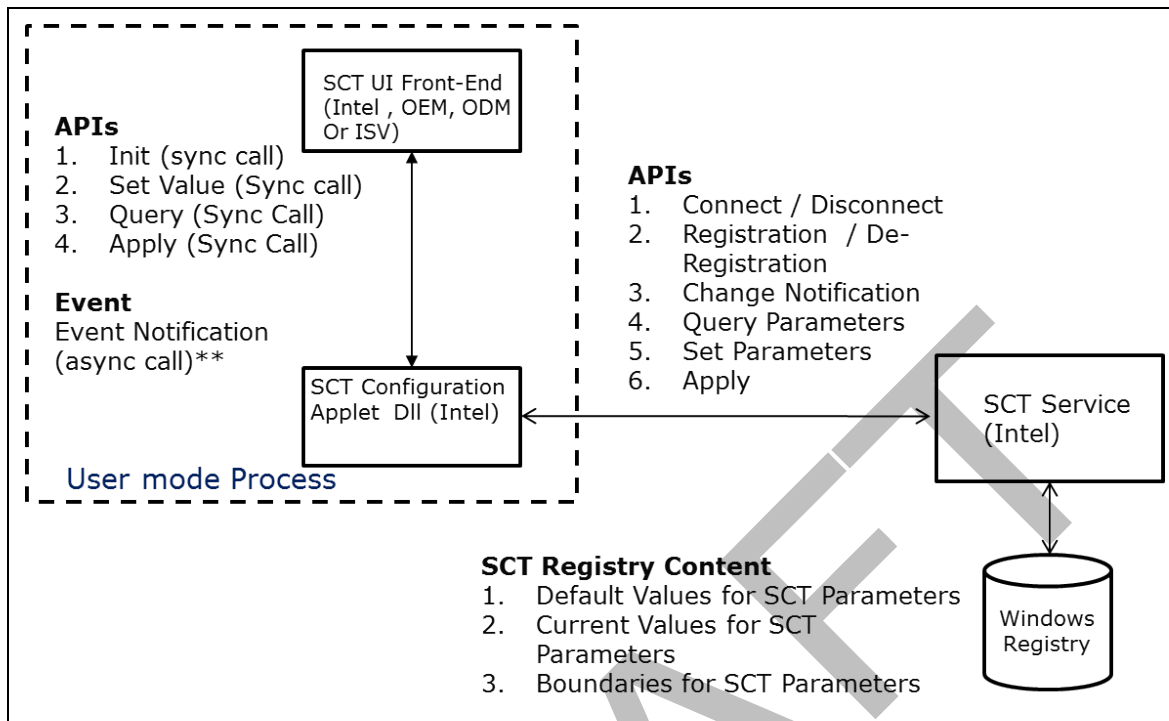 SCT UI Front-End
(Intel , OEM, ODM
Or ISV)
APIs
1. Init (sync call)
2. Set Value (Sync call)
3. Query (Sync Call)
4. Apply (Sync Call)
Event
Event Notification
(async call)**
SCT Configuration
Applet Dll (Intel)
User mode Process
APIs
1. Connect / Disconnect
2. Registration / De-
Registration
3. Change Notification
4. Query Parameters
5. Set Parameters
6. Apply
SCT Service
(Intel)
SCT Registry Content
1. Default Values for SCT Parameters
2. Current Values for SCT
Parameters
3. Boundaries for SCT Parameters
Windows
Registry
AFT